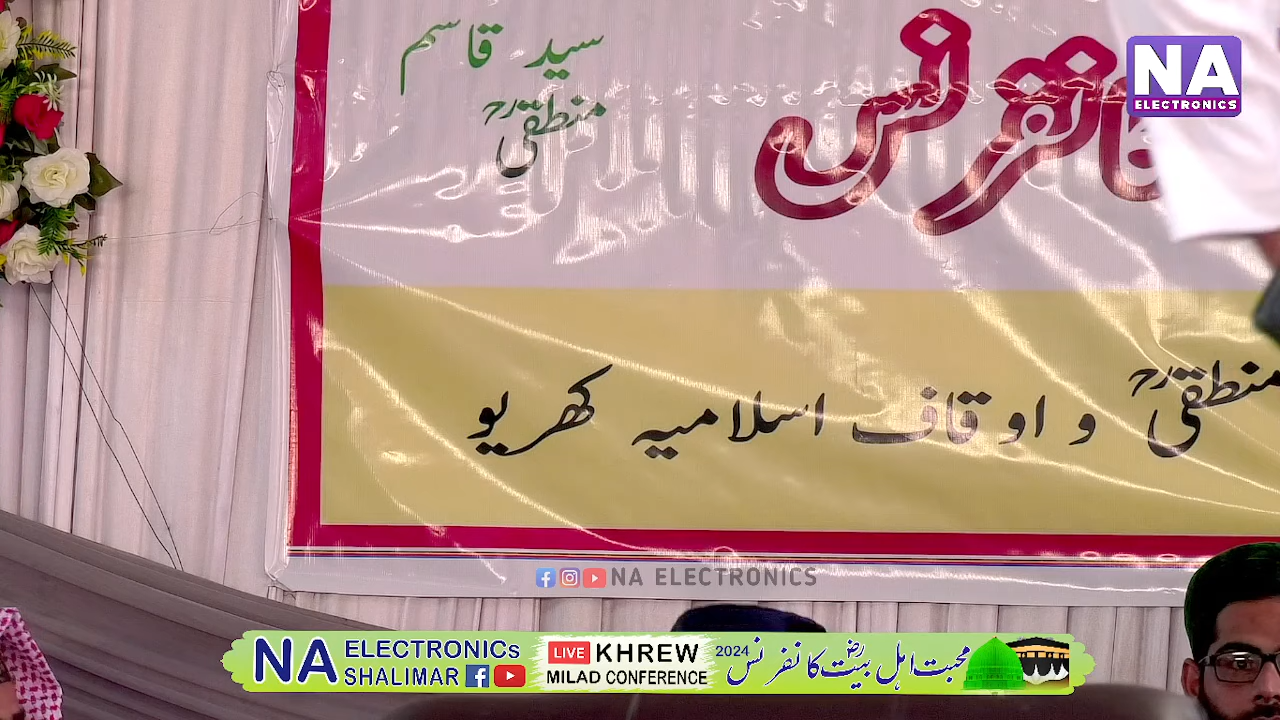 سید قاسم
منطقیؒ
کانفرنس
NA
ELECTRONICS
منطقیؒ و اوقاف اسلامیہ کھریو
NA ELECTRONICS
NA ELECTRONICs
SHALIMAR
LIVE KHREW
MILAD CONFERENCE
2024
محبت اہل بیتؓ کانفرنس